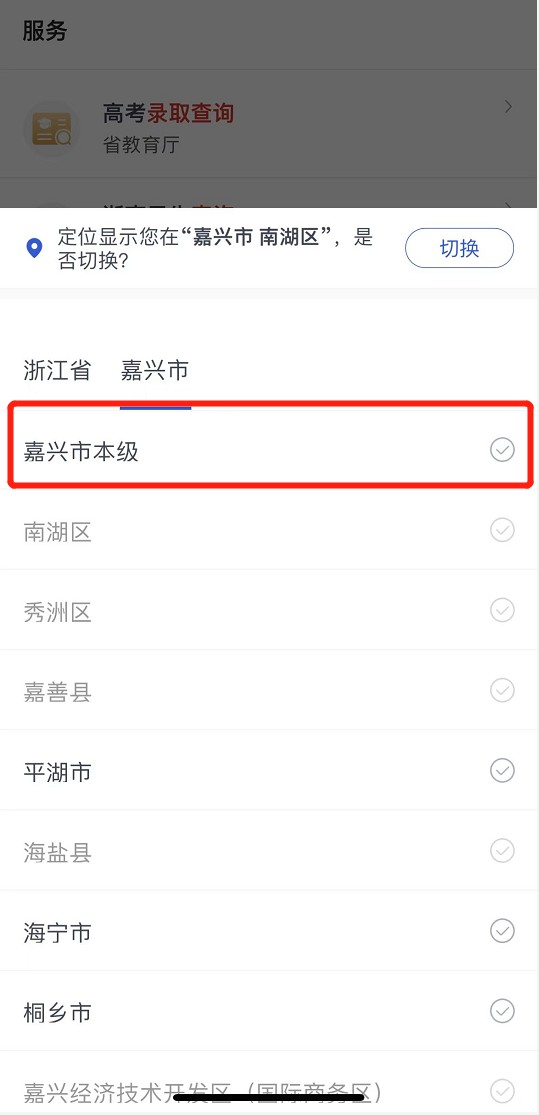 服务
高考录取查询
省教育厅
定位显示您在“嘉兴市 南湖区”，是
否切换?
切换
浙江省 嘉兴市
嘉兴市本级
南湖区
秀洲区
嘉善县
平湖市
海盐县
海宁市
桐乡市
嘉兴经济技术开发区（国际商务区）